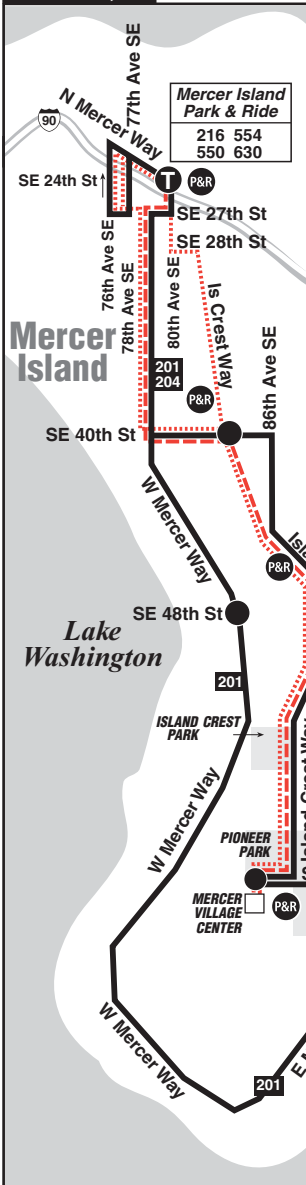 77th Ave SE
90
N Mercer Way
Mercer Island
Park & Ride
216 554
550 630
SE 24th St
T
P&R
SE 27th St
SE 28th St
76th Ave SE
78th Ave SE
80th Ave SE
Is Crest Way
86th Ave SE
Mercer
Island
201
204
P&R
SE 40th St
W Mercer Way
P&R
SE 48th St
Lake
Washington
201
ISLAND CREST
PARK
Island Crest Way
W Mercer Way
PIONEER
PARK
MERCER
VILLAGE
CENTER
P&R
W Mercer Way
201